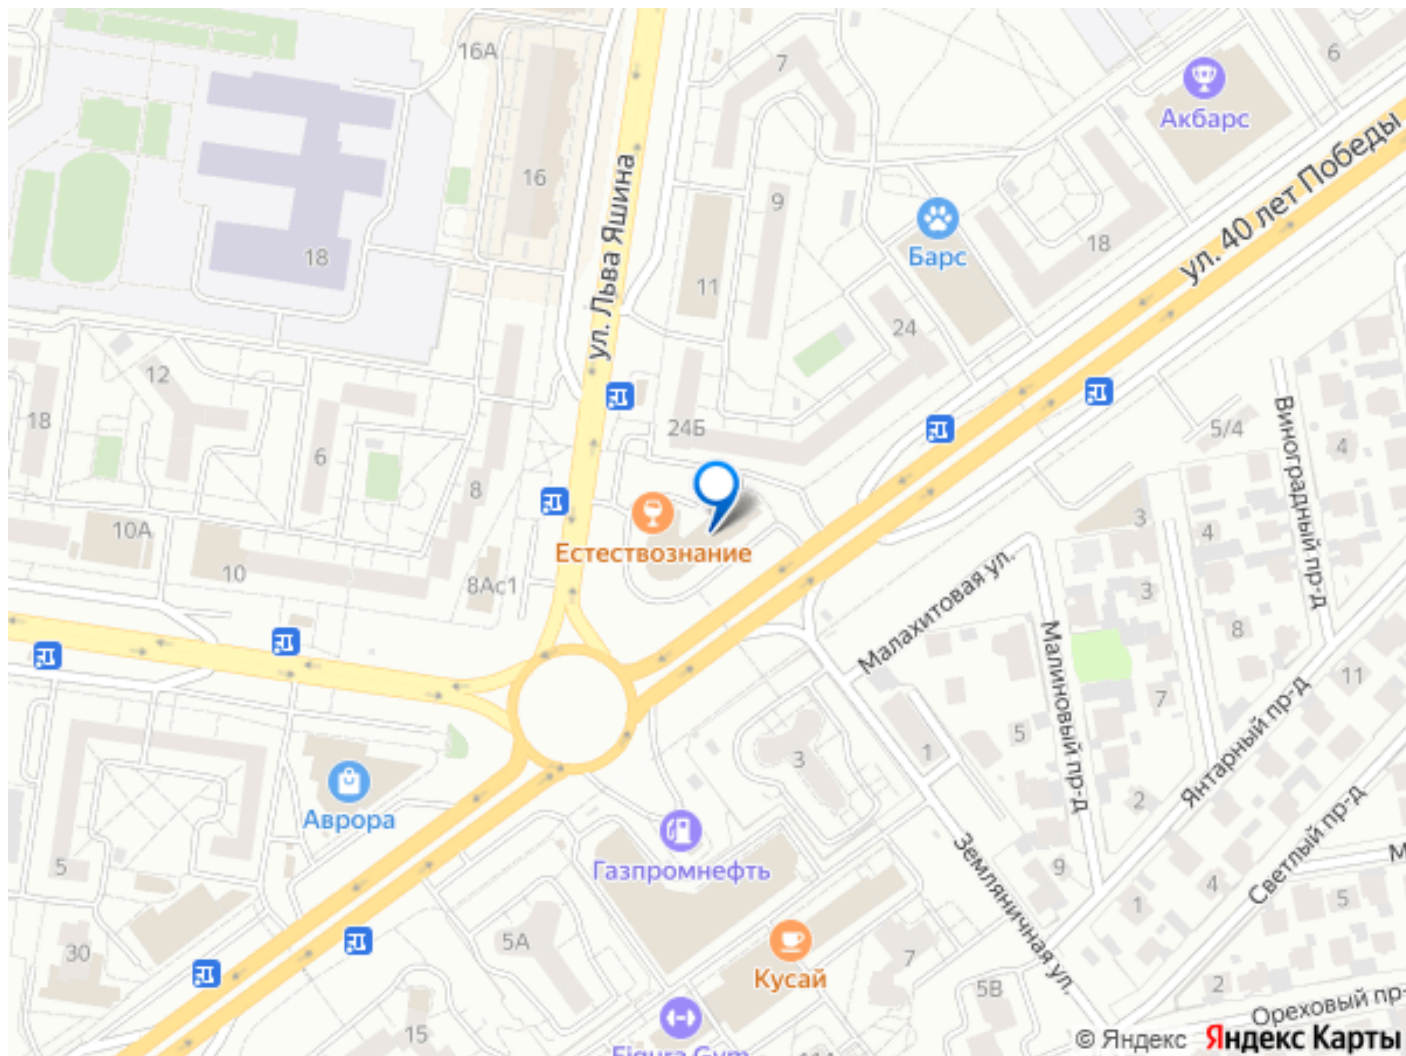 16А
7
6
Акбарс
ул. 40 лет Победы
16
ул. Льва Яшина
9
18
Барс
18
11
24
12
18
24Б
5/4
Виноградный пр-д
4
6
8
3
4
10А
Естествознание
10
8Ас1
Малахитовая ул.
3
8
Малиновый пр-д
11
7
5
3
1
Янтарный пр-д
2
Аврора
Светлый пр-д
5
Газпромнефть
Земляничная ул.
9
М
4
1
5
5А
30
7
Кусай
5В
2
Ореховый пр-
15
Figura Gym
11А
© Яндекс Яндекс Карты